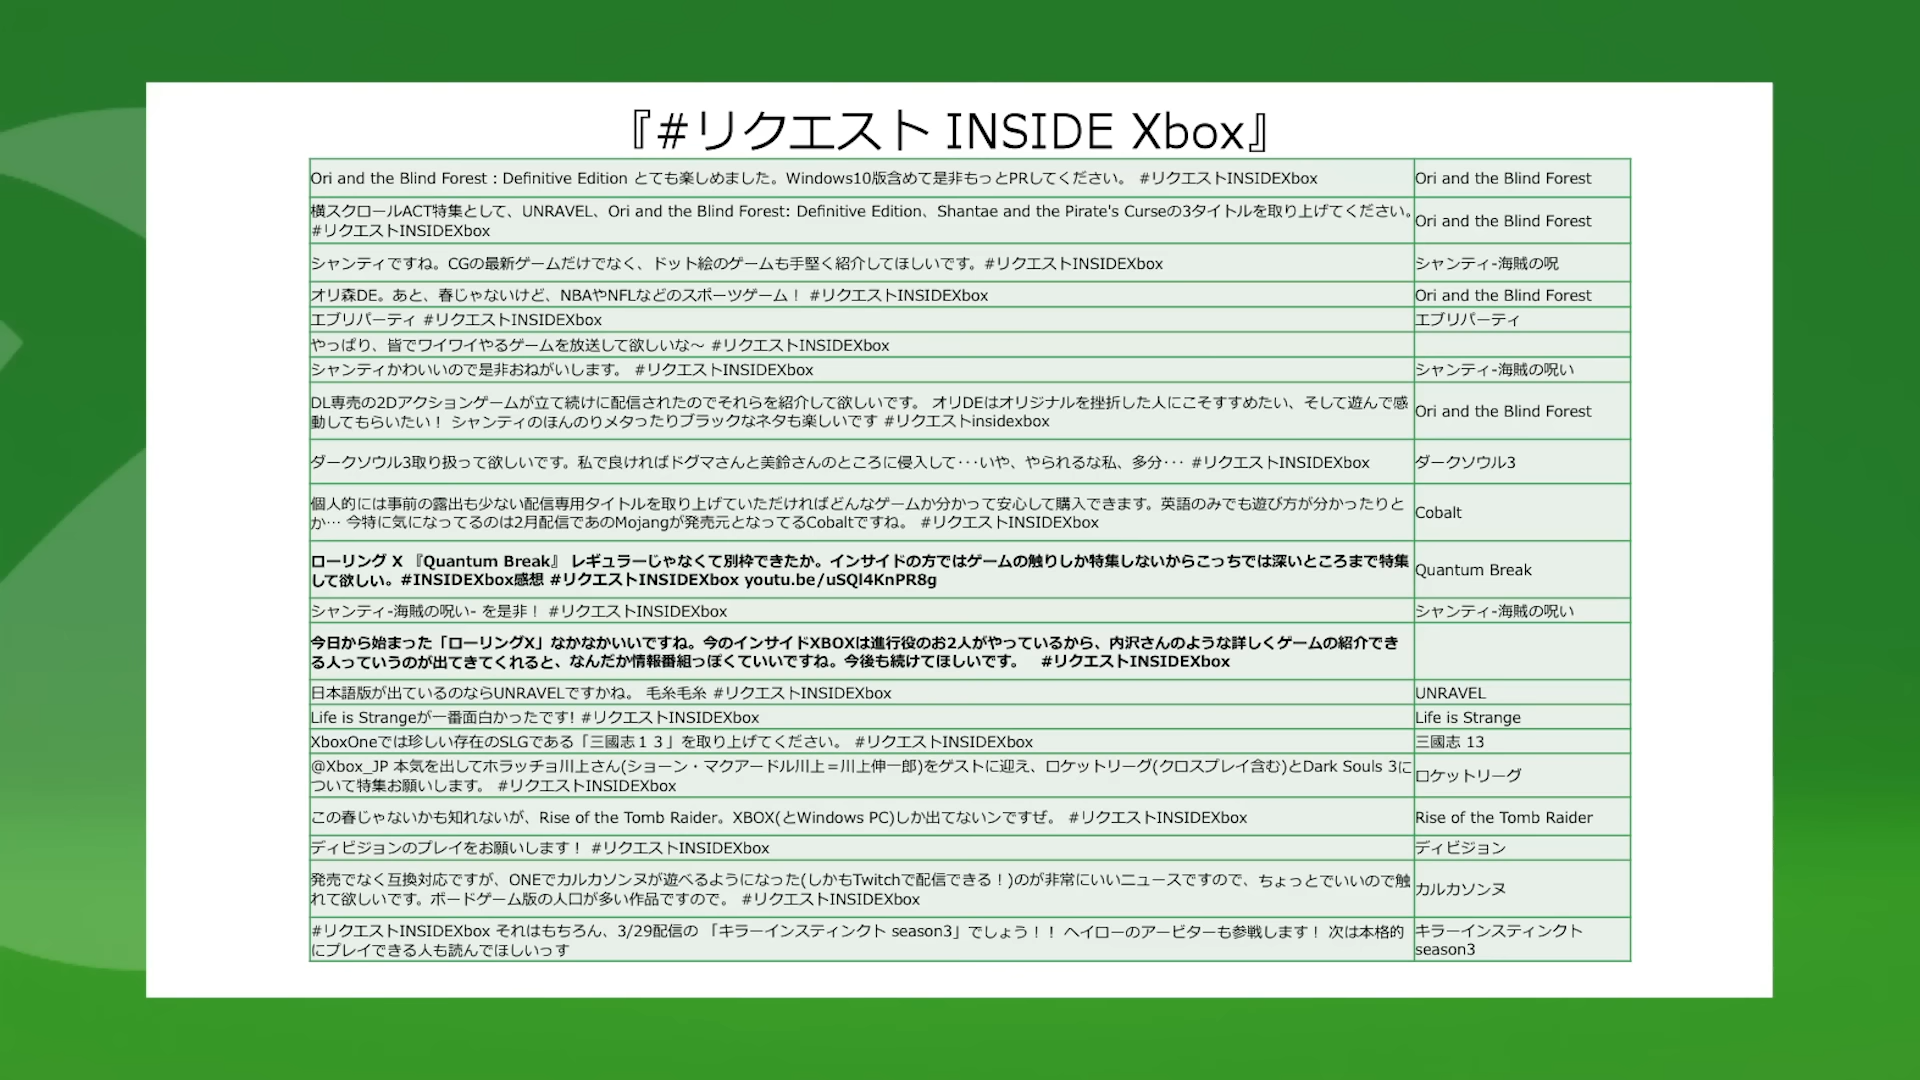 『#リクエスト INSIDE Xbox』
Ori and the Blind Forest : Definitive Edition とても楽しめました。Windows10版含めて是非もっとPRしてください。 #リクエストINSIDEXbox
Ori and the Blind Forest
横スクロールACT特集として、UNRAVEL、Ori and the Blind Forest: Definitive Edition、Shantae and the Pirate's Curseの3タイトルを取り上げてください。
#リクエストINSIDEXbox
Ori and the Blind Forest
シャンティですね。CGの最新ゲームだけでなく、ドット絵のゲームも手堅く紹介してほしいです。#リクエストINSIDEXbox
シャンティ-海賊の呪
オリ森DE。あと、春じゃないけど、NBAやNFLなどのスポーツゲーム！ #リクエストINSIDEXbox
Ori and the Blind Forest
エブリパーティ #リクエストINSIDEXbox
エブリパーティ
やっぱり、皆でワイワイやるゲームを放送して欲しいな～ #リクエストINSIDEXbox
シャンティかわいいので是非おねがいします。 #リクエストINSIDEXbox
シャンティ-海賊の呪い
DL専売の2Dアクションゲームが立て続けに配信されたのでそれらを紹介して欲しいです。 オリDEはオリジナルを挫折した人にこそすすめたい、そして遊んで感
動してもらいたい！ シャンティのほんのりメタったりブラックなネタも楽しいです #リクエストinsidexbox
Ori and the Blind Forest
ダークソウル3取り扱って欲しいです。私で良ければドグマさんと美鈴さんのところに侵入して･･･いや、やられるな私、多分･･･ #リクエストINSIDEXbox
ダークソウル3
個人的には事前の露出も少ない配信専用タイトルを取り上げていただければどんなゲームか分かって安心して購入できます。英語のみでも遊び方が分かったりと
か… 今特に気になってるのは2月配信であのMojangが発売元となってるCobaltですね。 #リクエストINSIDEXbox
Cobalt
ローリング X 『Quantum Break』 レギュラーじゃなくて別枠できたか。インサイドの方ではゲームの触りしか特集しないからこっちでは深いところまで特集
して欲しい。#INSIDEXbox感想 #リクエストINSIDEXbox youtu.be/uSQl4KnPR8g
Quantum Break
シャンティ-海賊の呪い- を是非！ #リクエストINSIDEXbox
シャンティ-海賊の呪い
今日から始まった「ローリングX」なかなかいいですね。今のインサイドXBOXは進行役のお2人がやっているから、内沢さんのような詳しくゲームの紹介でき
る人っていうのが出てきてくれると、なんだか情報番組っぽくていいですね。今後も続けてほしいです。 #リクエストINSIDEXbox
日本語版が出ているのならUNRAVELですかね。 毛糸毛糸 #リクエストINSIDEXbox
UNRAVEL
Life is Strangeが一番面白かったです! #リクエストINSIDEXbox
Life is Strange
XboxOneでは珍しい存在のSLGである「三國志１３」を取り上げてください。 #リクエストINSIDEXbox
三國志 13
@Xbox_JP 本気を出してホラッチョ川上さん(ショーン・マクアードル川上＝川上伸一郎)をゲストに迎え、ロケットリーグ(クロスプレイ含む)とDark Souls 3に
ついて特集お願いします。 #リクエストINSIDEXbox
ロケットリーグ
この春じゃないかも知れないが、Rise of the Tomb Raider。XBOX(とWindows PC)しか出てないンですぜ。 #リクエストINSIDEXbox
Rise of the Tomb Raider
ディビジョンのプレイをお願いします！ #リクエストINSIDEXbox
ディビジョン
発売でなく互換対応ですが、ONEでカルカソンヌが遊べるようになった(しかもTwitchで配信できる！)のが非常にいいニュースですので、ちょっとでいいので触
れて欲しいです。ボードゲーム版の人口が多い作品ですので。 #リクエストINSIDEXbox
カルカソンヌ
#リクエストINSIDEXbox それはもちろん、3/29配信の 「キラーインスティンクト season3」でしょう！！ ヘイローのアービターも参戦します！ 次は本格的
にプレイできる人も読んでほしいっす
キラーインスティンクト
season3